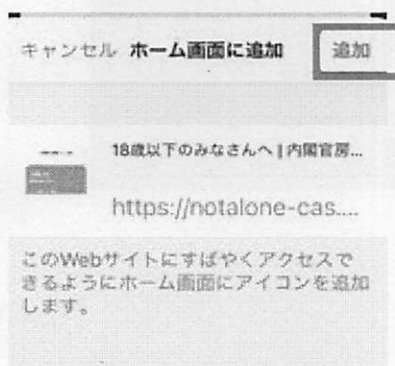 キャンセル ホーム画面に追加 追加
18歳以下のみなさんへ | 内閣官房...
https://notalone-cas....
このWebサイトにすばやくアクセスで
きるようにホーム画面にアイコンを追加
します。